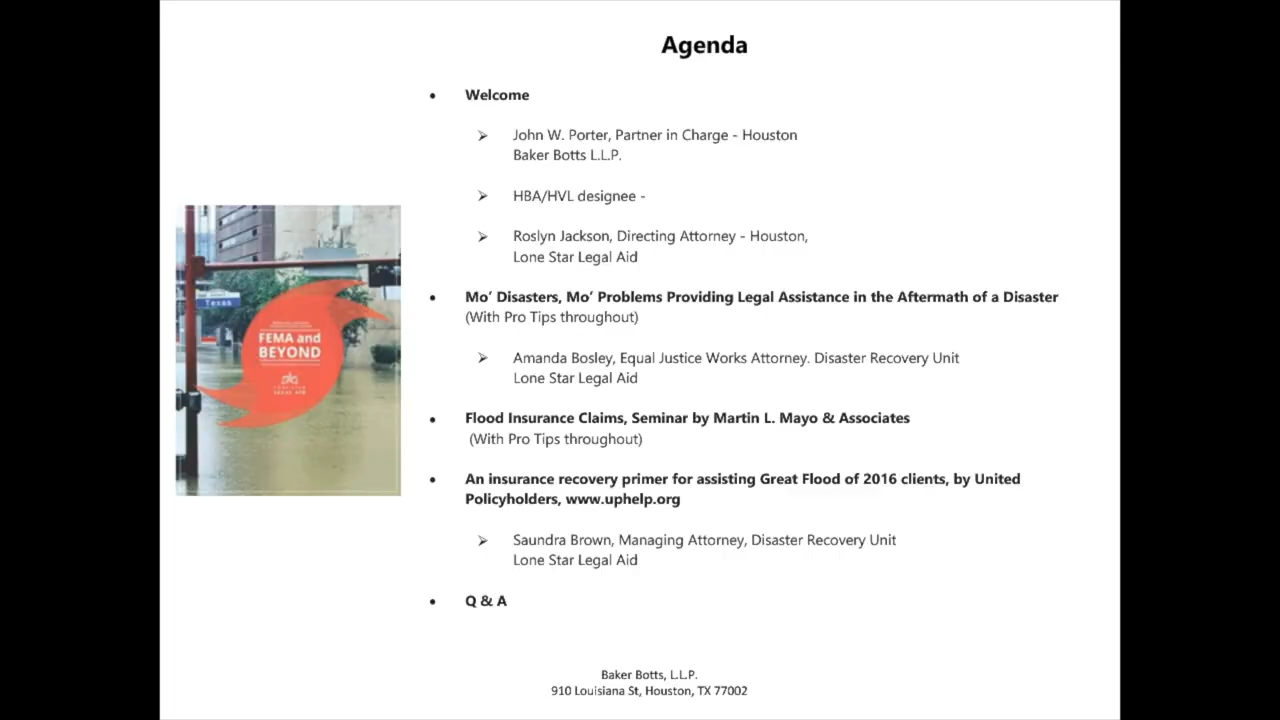 Agenda
• Welcome
➢ John W. Porter, Partner in Charge - Houston
Baker Botts L.L.P.
➢ HBA/HVL designee -
➢ Roslyn Jackson, Directing Attorney - Houston,
Lone Star Legal Aid
• Mo’ Disasters, Mo’ Problems Providing Legal Assistance in the Aftermath of a Disaster
(With Pro Tips throughout)
➢ Amanda Bosley, Equal Justice Works Attorney. Disaster Recovery Unit
Lone Star Legal Aid
• Flood Insurance Claims, Seminar by Martin L. Mayo & Associates
(With Pro Tips throughout)
• An insurance recovery primer for assisting Great Flood of 2016 clients, by United
Policyholders, www.uphelp.org
➢ Saundra Brown, Managing Attorney, Disaster Recovery Unit
Lone Star Legal Aid
• Q & A
Texas
FEMA and
BEYOND
LEGAL AID
Baker Botts, L.L.P.
910 Louisiana St, Houston, TX 77002